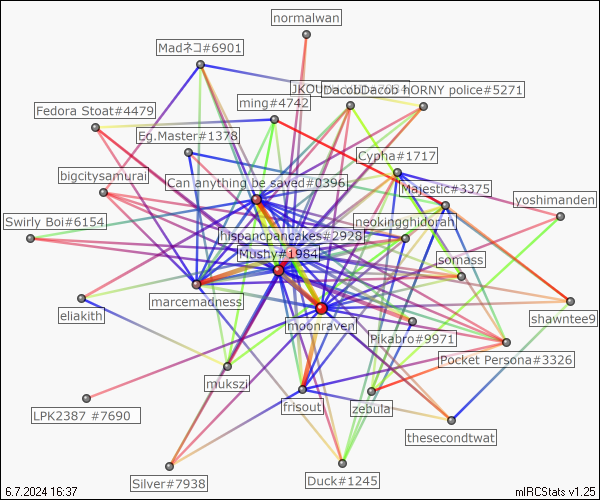 normalwan
Madネコ#6901
DacobDacob HORNY police#5271
ming#4742
Fedora Stoat#4479
Eg.Master#1378
Cypha#1717
bigcitysamurai
Can anything be saved#0396
Majestic#3375
yoshimanden
Swirly Boi#6154
neokingghidorah
hispancpancakes#2928
Mushy#1984
somass
marcemadness
eliakith
moonraven
shawntee9
Pikabro#9971
Pocket Persona#3326
mukszi
LPK2387 #7690
frisout
zebula
thesecondtwat
Silver#7938
Duck#1245
6.7.2024 16:37
mIRCStats v1.25